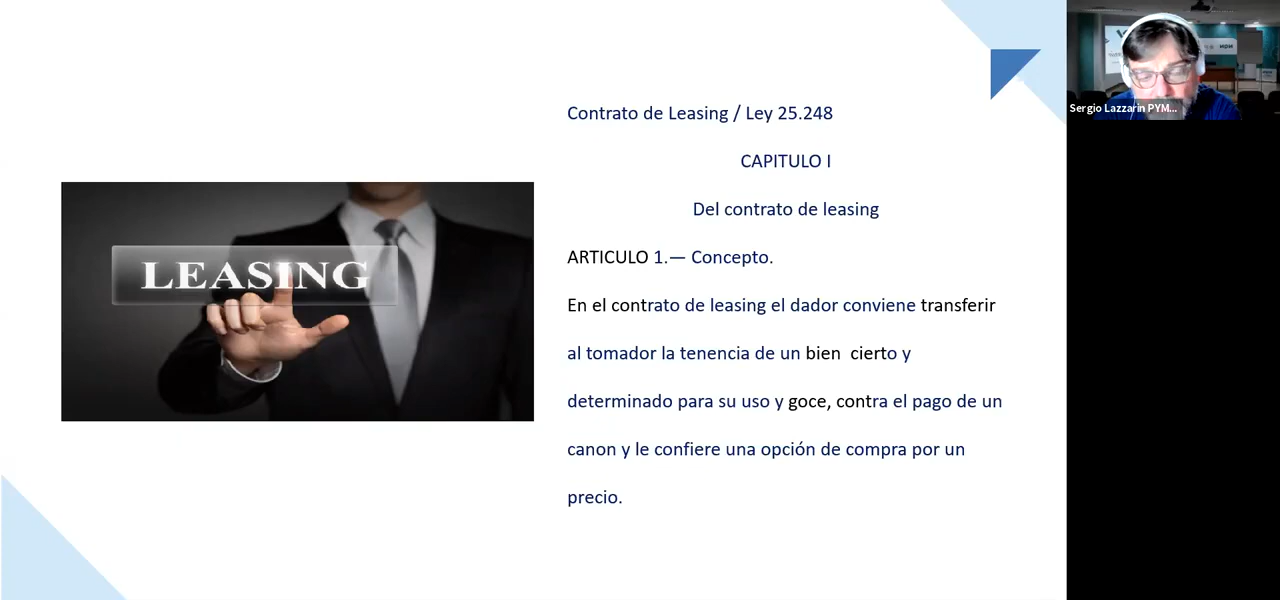 Contrato de Leasing / Ley 25.248
CAPITULO I
Del contrato de leasing
ARTICULO 1.— Concepto.
En el contrato de leasing el dador conviene transferir
al tomador la tenencia de un bien  cierto y
determinado para su uso y goce, contra el pago de un
canon y le confiere una opción de compra por un
precio.
LEASING
Sergio Lazzarin PYM...